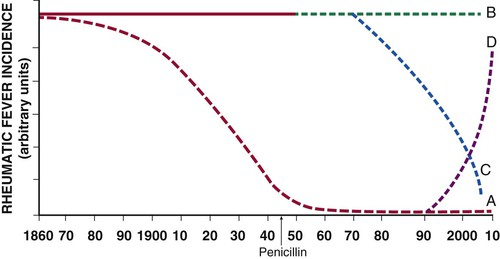 RHEUMATIC FEVER INCIDENCE
(arbitrary units)
B
D
C
A
1860 70 80 90 1900 10 20 30 40 50 60 70 80 90 2000 10
Penicillin